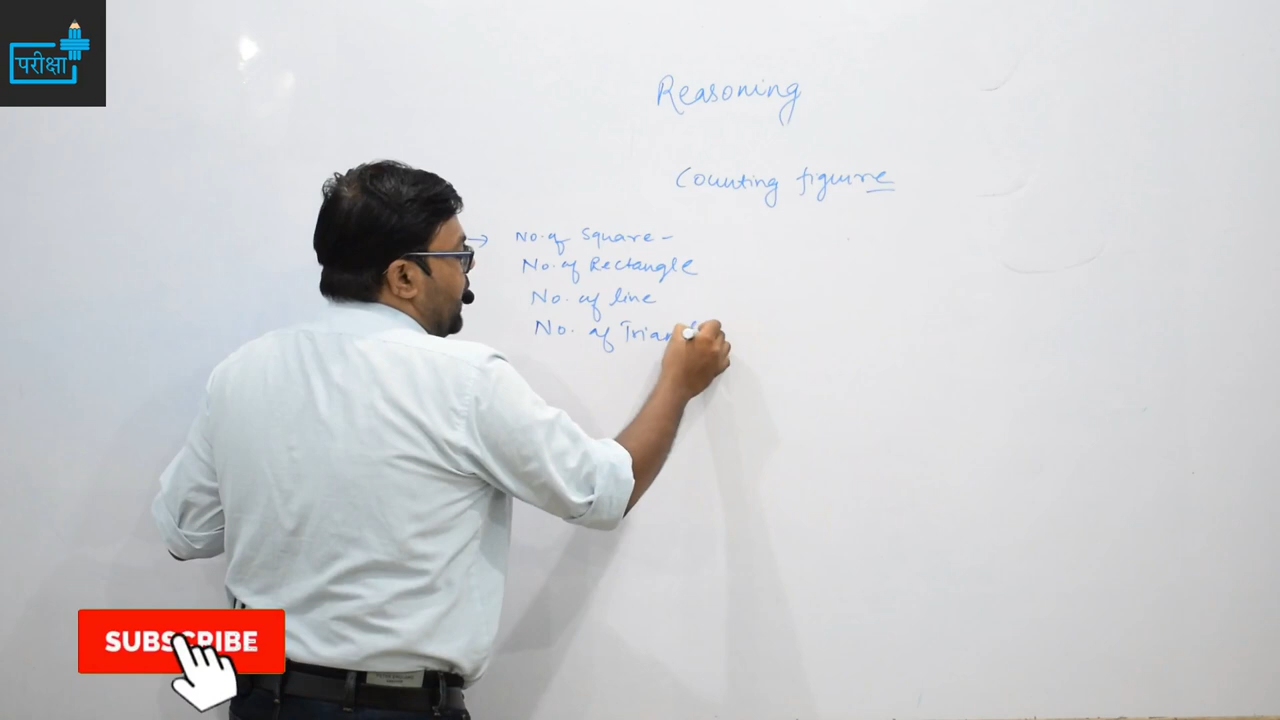 परीक्षा
Reasoning
Counting figure
→ No. of Square -
No. of Rectangle
No. of line
No. of Trian
SUBSCRIBE